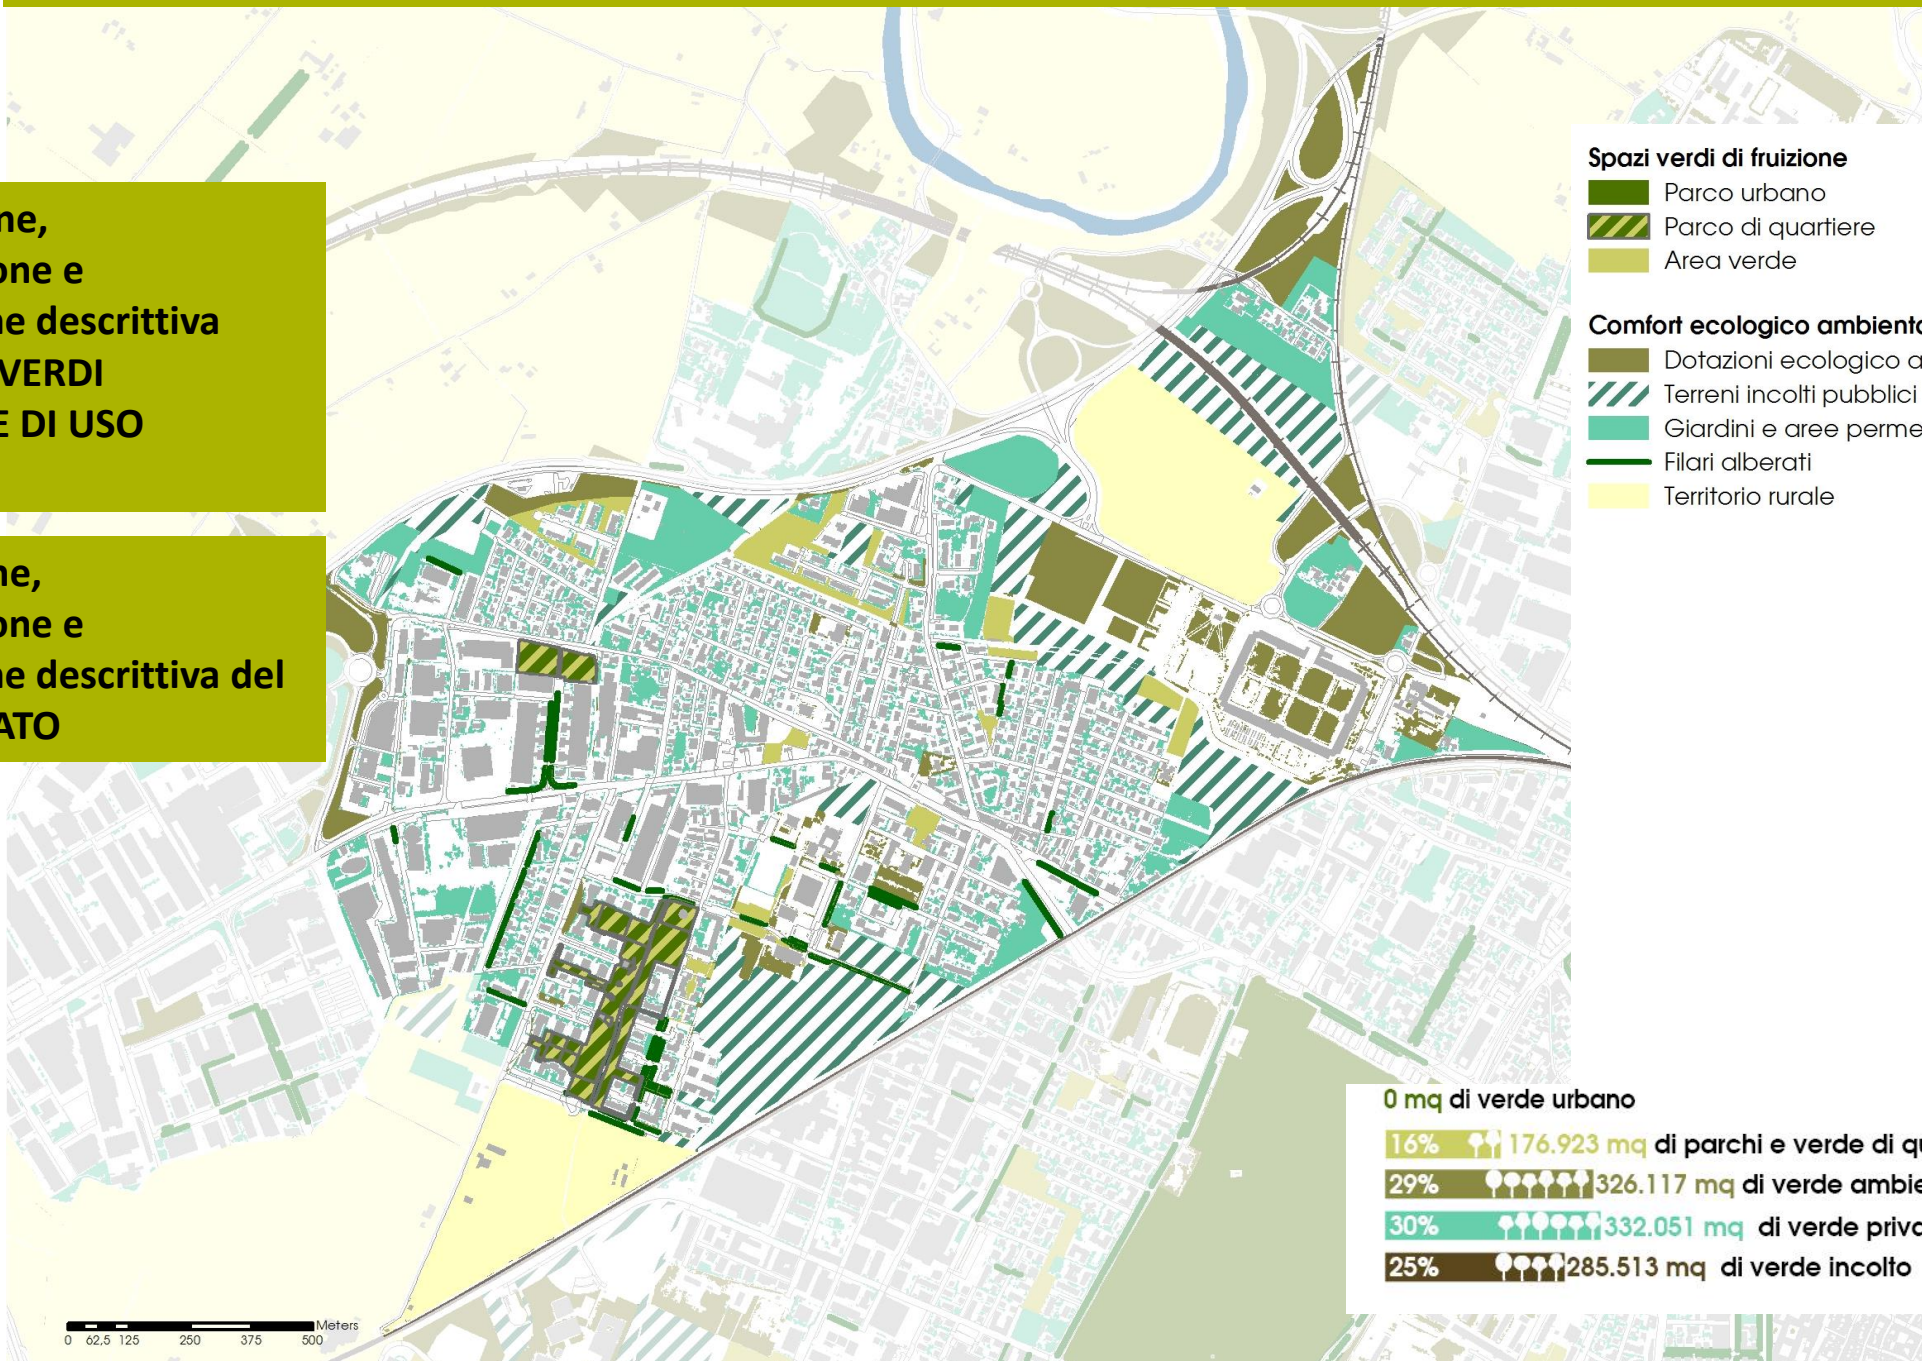 ne,
one e
ne descrittiva
VERDI
E DI USO
ne,
one e
ne descrittiva del
ATO
Spazi verdi di fruizione
Parco urbano
Parco di quartiere
Area verde
Comfort ecologico ambient
Dotazioni ecologico a
Terreni incolti pubblici
Giardini e aree perme
Filari alberati
Territorio rurale
0 mq di verde urbano
16% 176.923 mq di parchi e verde di qu
29% 326.117 mq di verde ambie
30% 332.051 mq di verde priva
25% 285.513 mq di verde incolto
Meters
0 62,5 125 250 375 500